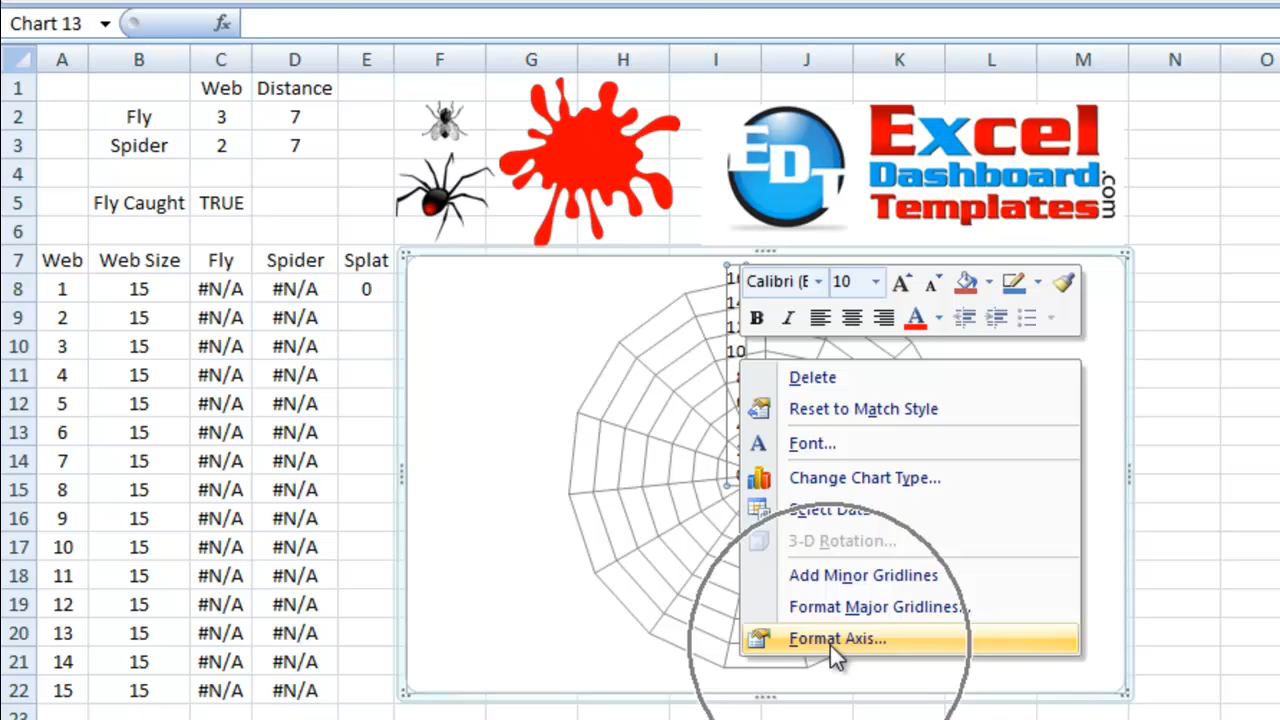 Chart 13 fx
A B C D E F G H I J K L M N O
1 Web Distance
2 Fly 3 7
3 Spider 2 7
4
5 Fly Caught TRUE
6
EDT Excel
Dashboard
Templates.com
7 Web Web Size Fly Spider Splat
8 1 15 #N/A #N/A 0
9 2 15 #N/A #N/A
10 3 15 #N/A #N/A
11 4 15 #N/A #N/A
12 5 15 #N/A #N/A
13 6 15 #N/A #N/A
14 7 15 #N/A #N/A
15 8 15 #N/A #N/A
16 9 15 #N/A #N/A
17 10 15 #N/A #N/A
18 11 15 #N/A #N/A
19 12 15 #N/A #N/A
20 13 15 #N/A #N/A
21 14 15 #N/A #N/A
22 15 15 #N/A #N/A
23
10
Calibri (E 10 A A
B I A
Delete
Reset to Match Style
A Font...
Change Chart Type...
Select Data
3-D Rotation...
Add Minor Gridlines
Format Major Gridlines...
Format Axis...